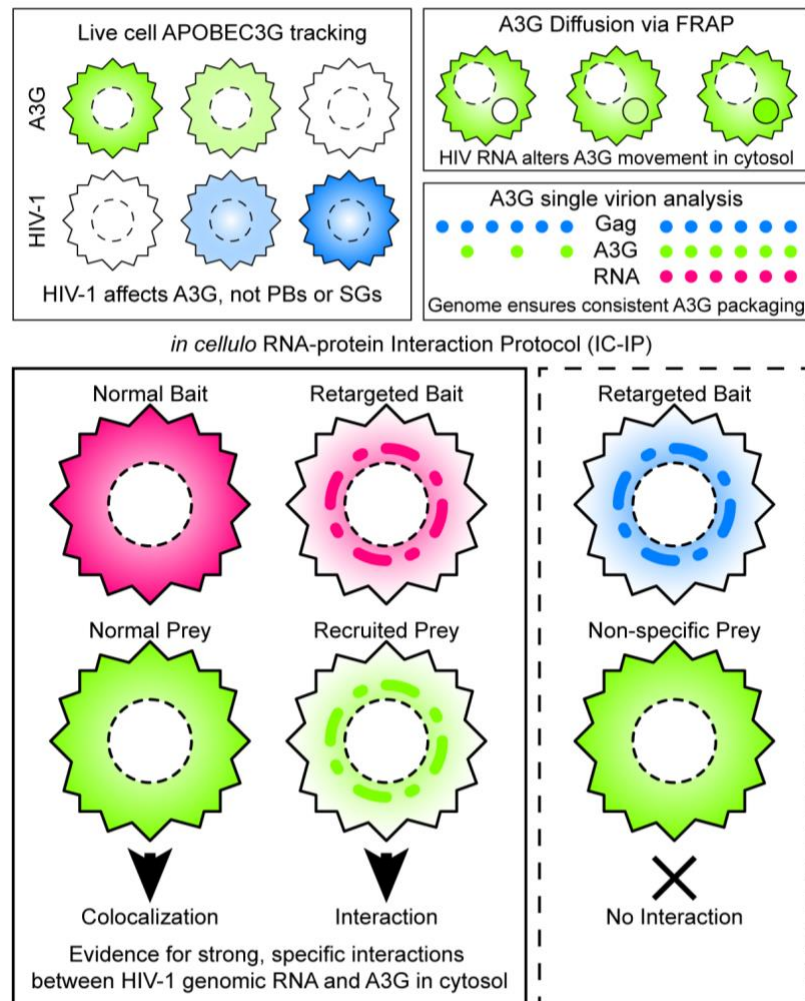 Live cell APOBEC3G tracking
A3G
HIV-1
HIV-1 affects A3G, not PBs or SGs
A3G Diffusion via FRAP
HIV RNA alters A3G movement in cytosol
A3G single virion analysis
Gag
A3G
RNA
Genome ensures consistent A3G packaging
in cellulo RNA-protein Interaction Protocol (IC-IP)
Normal Bait
Retargeted Bait
Normal Prey
Recruited Prey
Colocalization
Interaction
Evidence for strong, specific interactions
between HIV-1 genomic RNA and A3G in cytosol
Retargeted Bait
Non-specific Prey
No Interaction